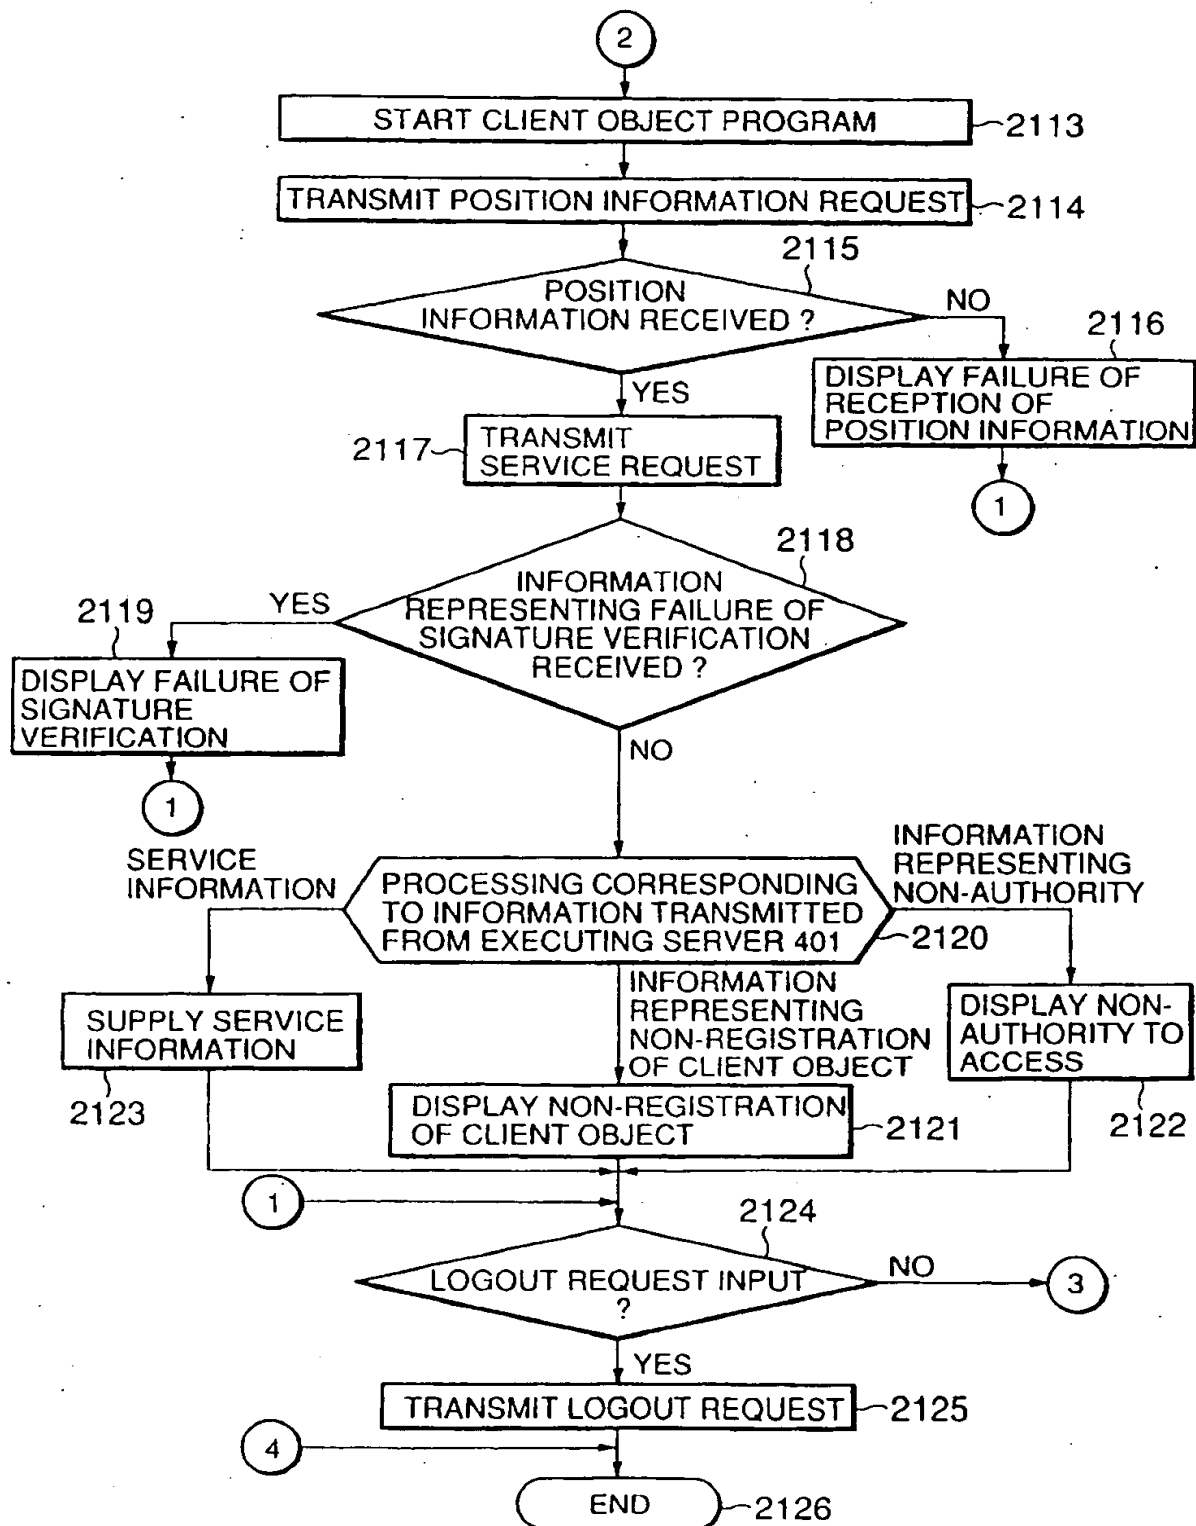 2
START CLIENT OBJECT PROGRAM
2113
TRANSMIT POSITION INFORMATION REQUEST
2114
2115
POSITION
INFORMATION RECEIVED ?
NO
2116
DISPLAY FAILURE OF
RECEPTION OF
POSITION INFORMATION
1
YES
2117
TRANSMIT
SERVICE REQUEST
2118
INFORMATION
REPRESENTING FAILURE OF
SIGNATURE VERIFICATION
RECEIVED ?
YES
2119
DISPLAY FAILURE OF
SIGNATURE
VERIFICATION
1
NO
SERVICE
INFORMATION
INFORMATION
REPRESENTING
NON-AUTHORITY
PROCESSING CORRESPONDING
TO INFORMATION TRANSMITTED
FROM EXECUTING SERVER 401
2120
INFORMATION
REPRESENTING
NON-REGISTRATION
OF CLIENT OBJECT
SUPPLY SERVICE
INFORMATION
2123
DISPLAY NON-
AUTHORITY TO
ACCESS
2122
DISPLAY NON-REGISTRATION
OF CLIENT OBJECT
2121
1
2124
LOGOUT REQUEST INPUT
?
NO
3
YES
TRANSMIT LOGOUT REQUEST
2125
4
END
2126